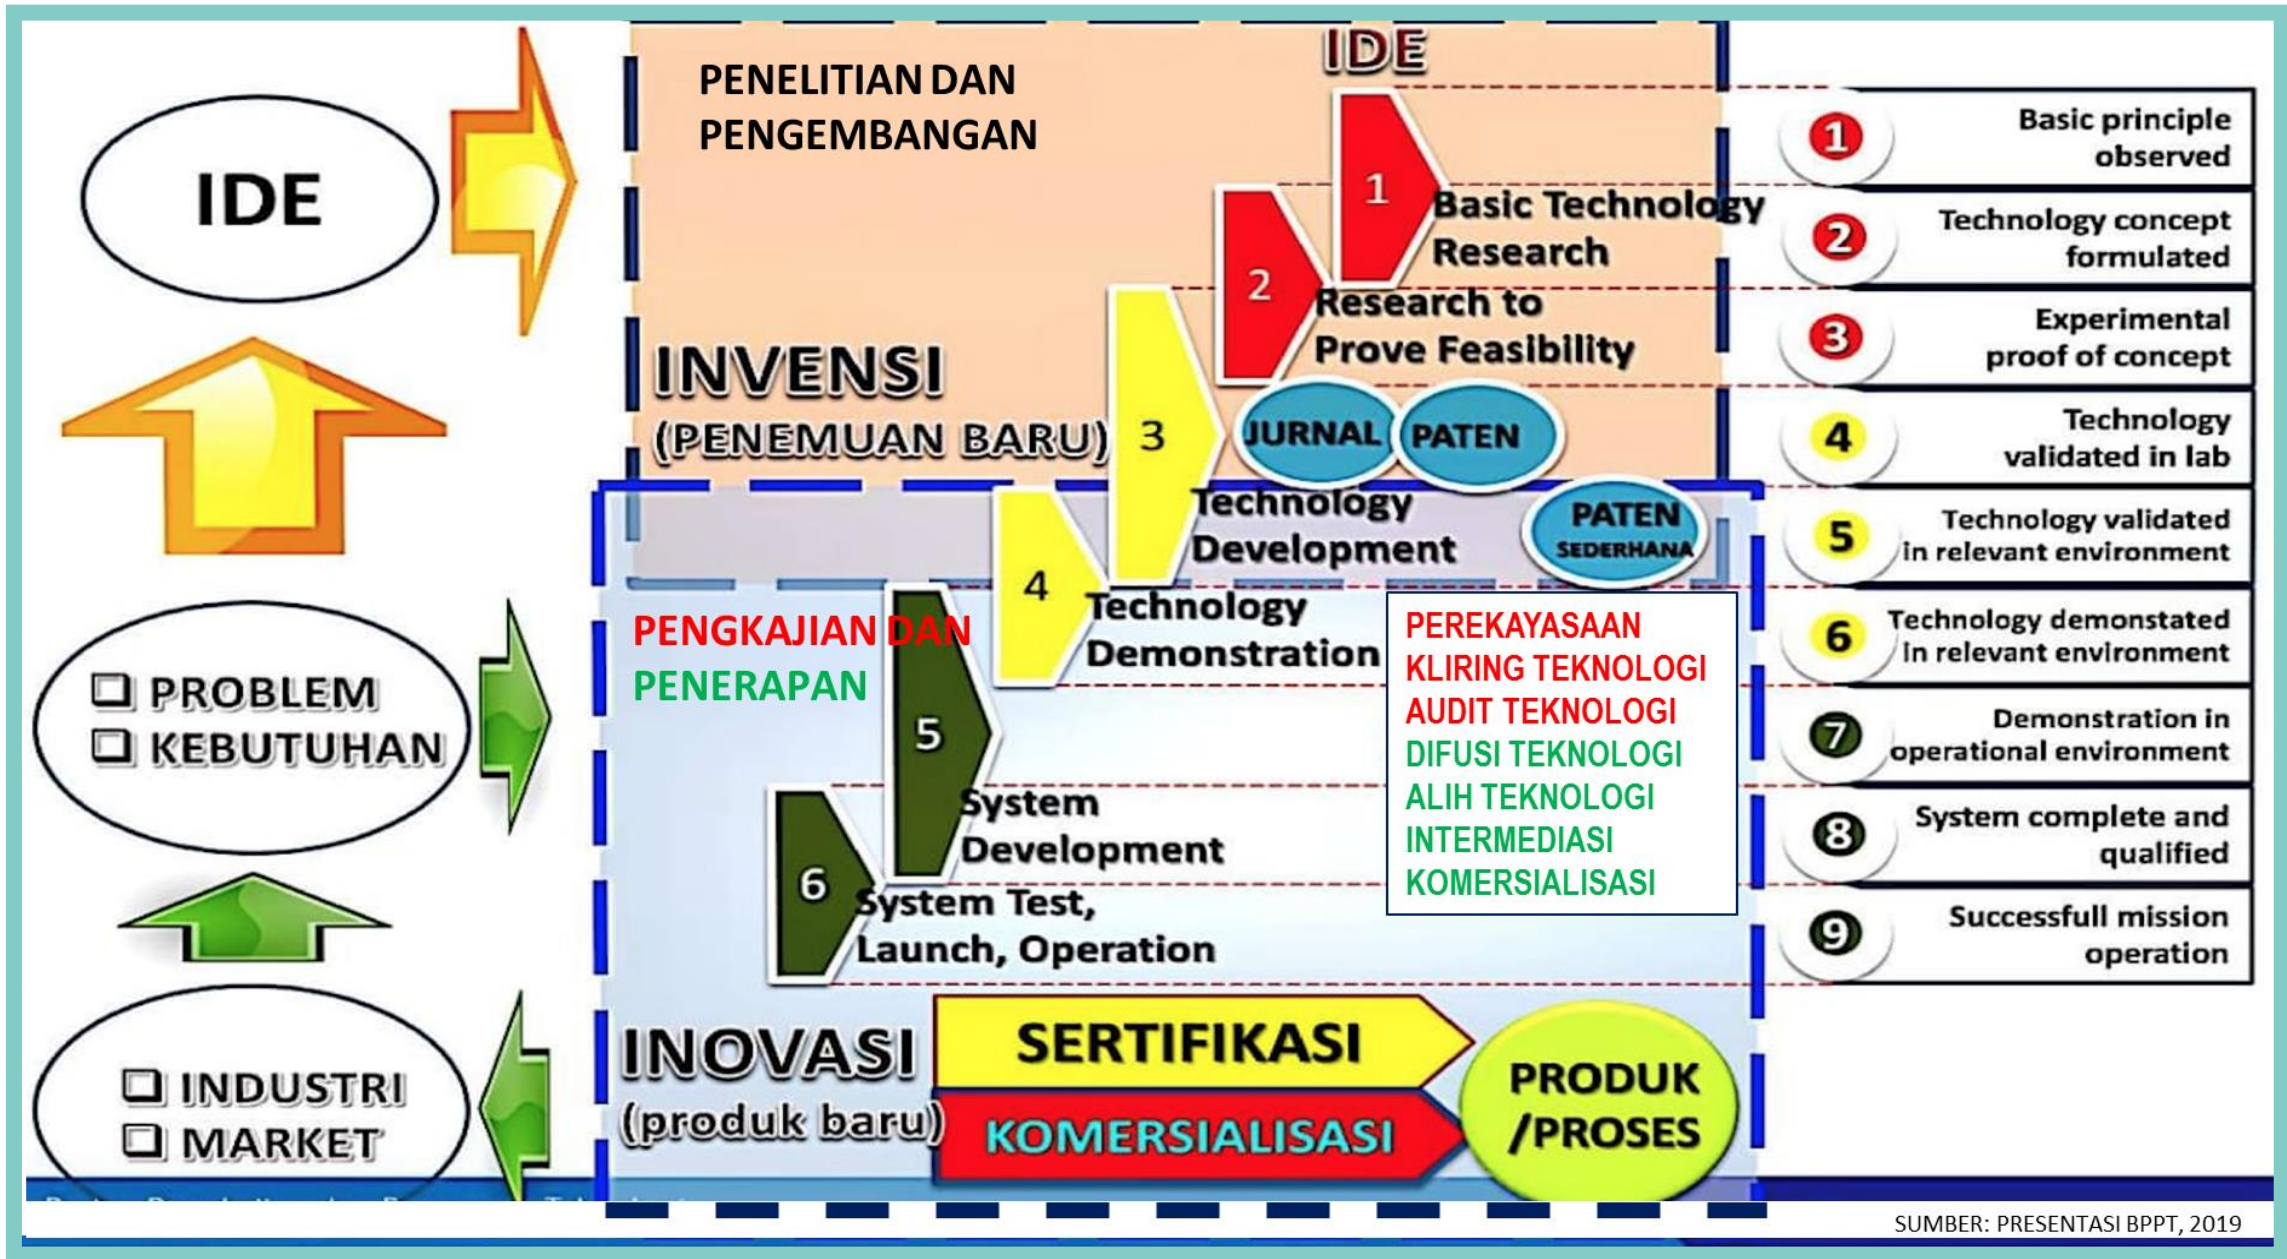 IDE
PROBLEM
KEBUTUHAN
INDUSTRI
MARKET
PENELITIAN DAN
PENGEMBANGAN
IDE
1
Basic Technology
Research
2
Research to
Prove Feasibility
INVENSI
(PENEMUAN BARU)
3
JURNAL
PATEN
Technology
Development
PATEN
SEDERHANA
4
Technology
Demonstration
PENGKAJIAN DAN
PENERAPAN
5
System
Development
6
System Test,
Launch, Operation
PEREKAYASAAN
KLIRING TEKNOLOGI
AUDIT TEKNOLOGI
DIFUSI TEKNOLOGI
ALIH TEKNOLOGI
INTERMEDIASI
KOMERSIALISASI
INOVASI
(produk baru)
SERTIFIKASI
KOMERSIALISASI
PRODUK
/PROSES
1
Basic principle
observed
2
Technology concept
formulated
3
Experimental
proof of concept
4
Technology
validated in lab
5
Technology validated
in relevant environment
6
Technology demonstated
in relevant environment
7
Demonstration in
operational environment
8
System complete and
qualified
9
Successfull mission
operation
SUMBER: PRESENTASI BPPT, 2019